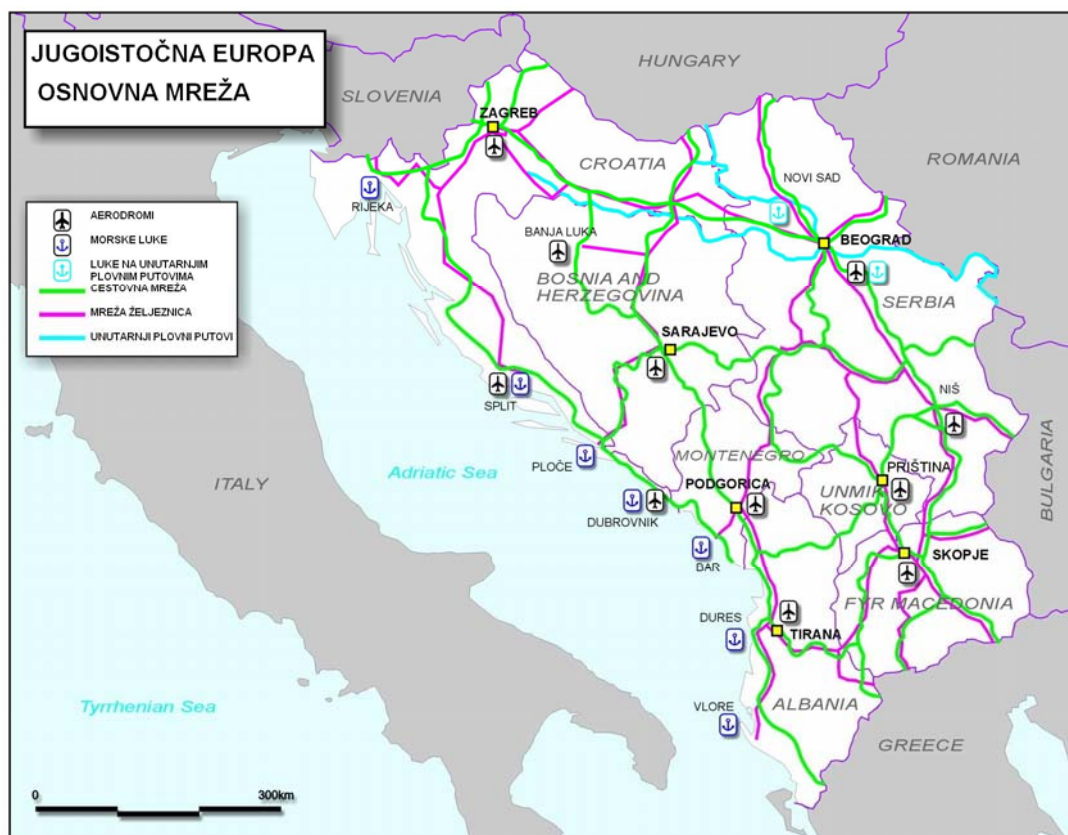 JUGOISTOČNA EUROPA
OSNOVNA MREŽA
AERODROMI
MORSKE LUKE
LUKE NA UNUTARNJIM
PLOVNIM PUTOVIMA
CESTOVNA MREŽA
MREŽA ŽELJEZNICA
UNUTARNJI PLOVNI PUTOVI
HUNGARY
SLOVENIA
ZAGREB
CROATIA
ROMANIA
NOVI SAD
RIJEKA
BANJA LUKA
BEOGRAD
BOSNIA AND
HERZEGOVINA
SERBIA
SARAJEVO
SPLIT
NIŠ
PLOČE
MONTENEGRO
PRIŠTINA
BULGARIA
Adriatic Sea
ITALY
PODGORICA
UNMIK
KOSOVO
DUBROVNIK
BAR
SKOPJE
FYR MACEDONIA
DURES
TIRANA
VLORE
ALBANIA
Tyrrhenian Sea
GREECE
0 300km